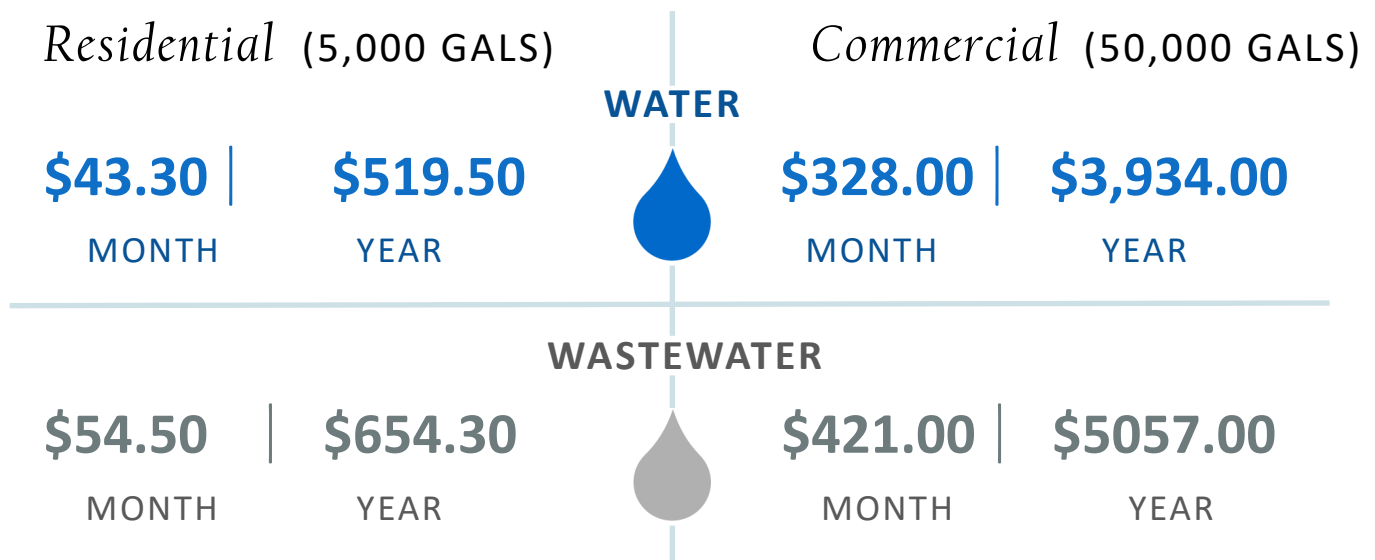 Residential (5,000 GALS)
Commercial (50,000 GALS)
WATER
$43.30
$519.50
$328.00
$3,934.00
MONTH
YEAR
MONTH
YEAR
WASTEWATER
$54.50
$654.30
$421.00
$5057.00
MONTH
YEAR
MONTH
YEAR